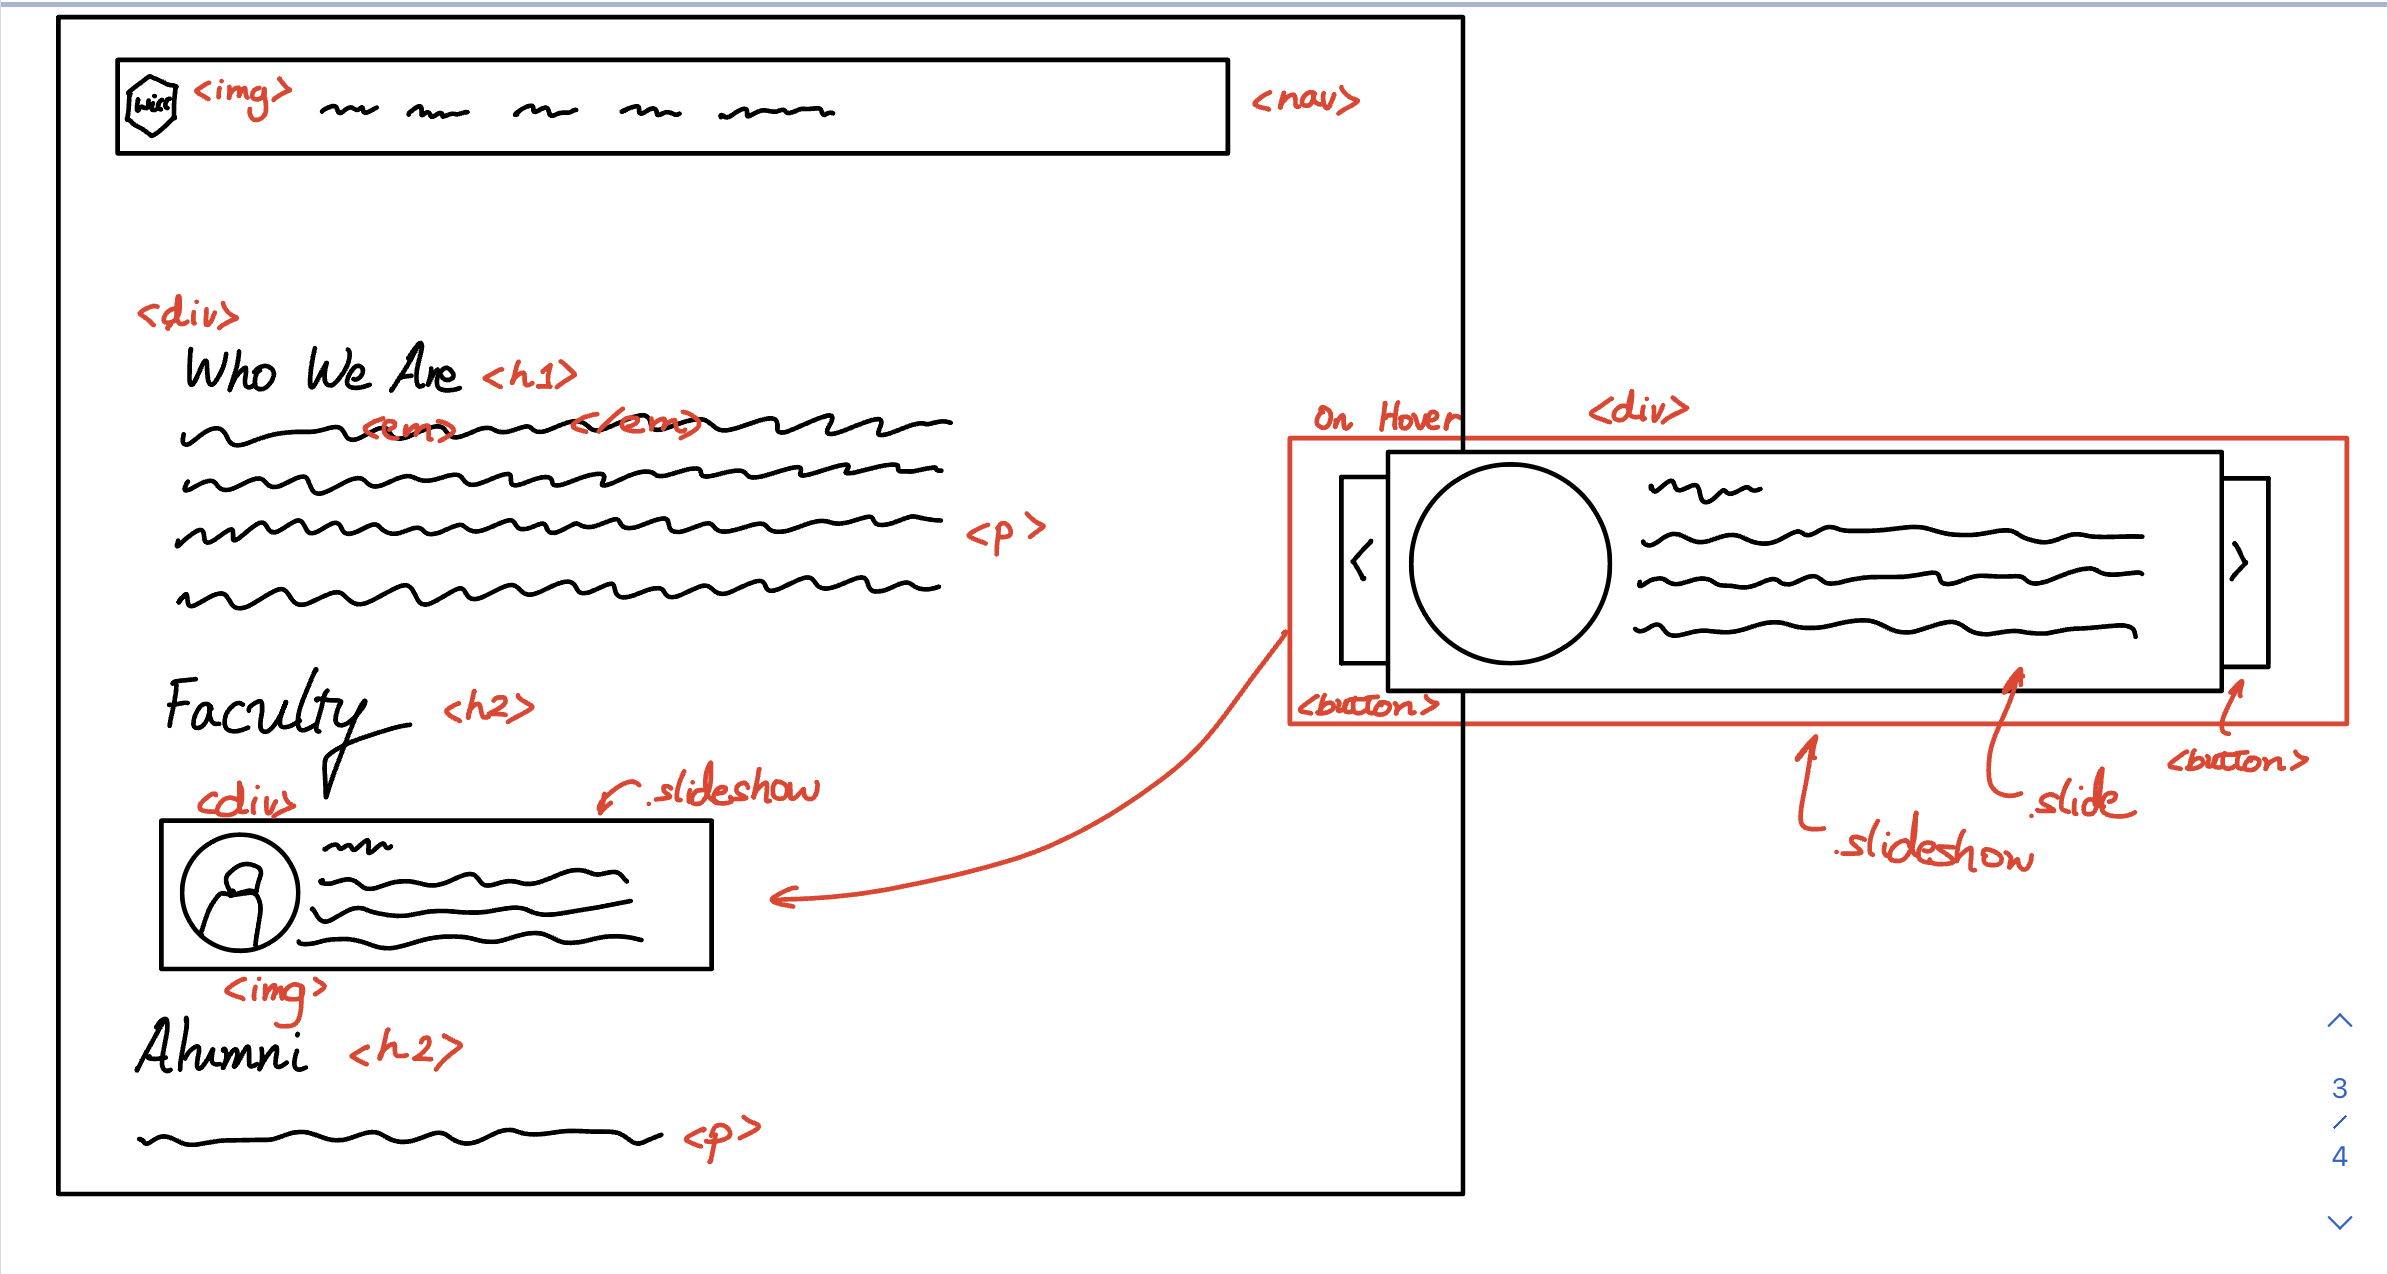 wicc <img>
<nav>
<div>
Who We Are <h1>
<em> </em>
<p>
On Hover <div>
<
>
<button>
<button>
.slide
.slideshow
Faculty <h2>
<div> .slideshow
<img>
Alumni <h2>
<p>
3
/
4